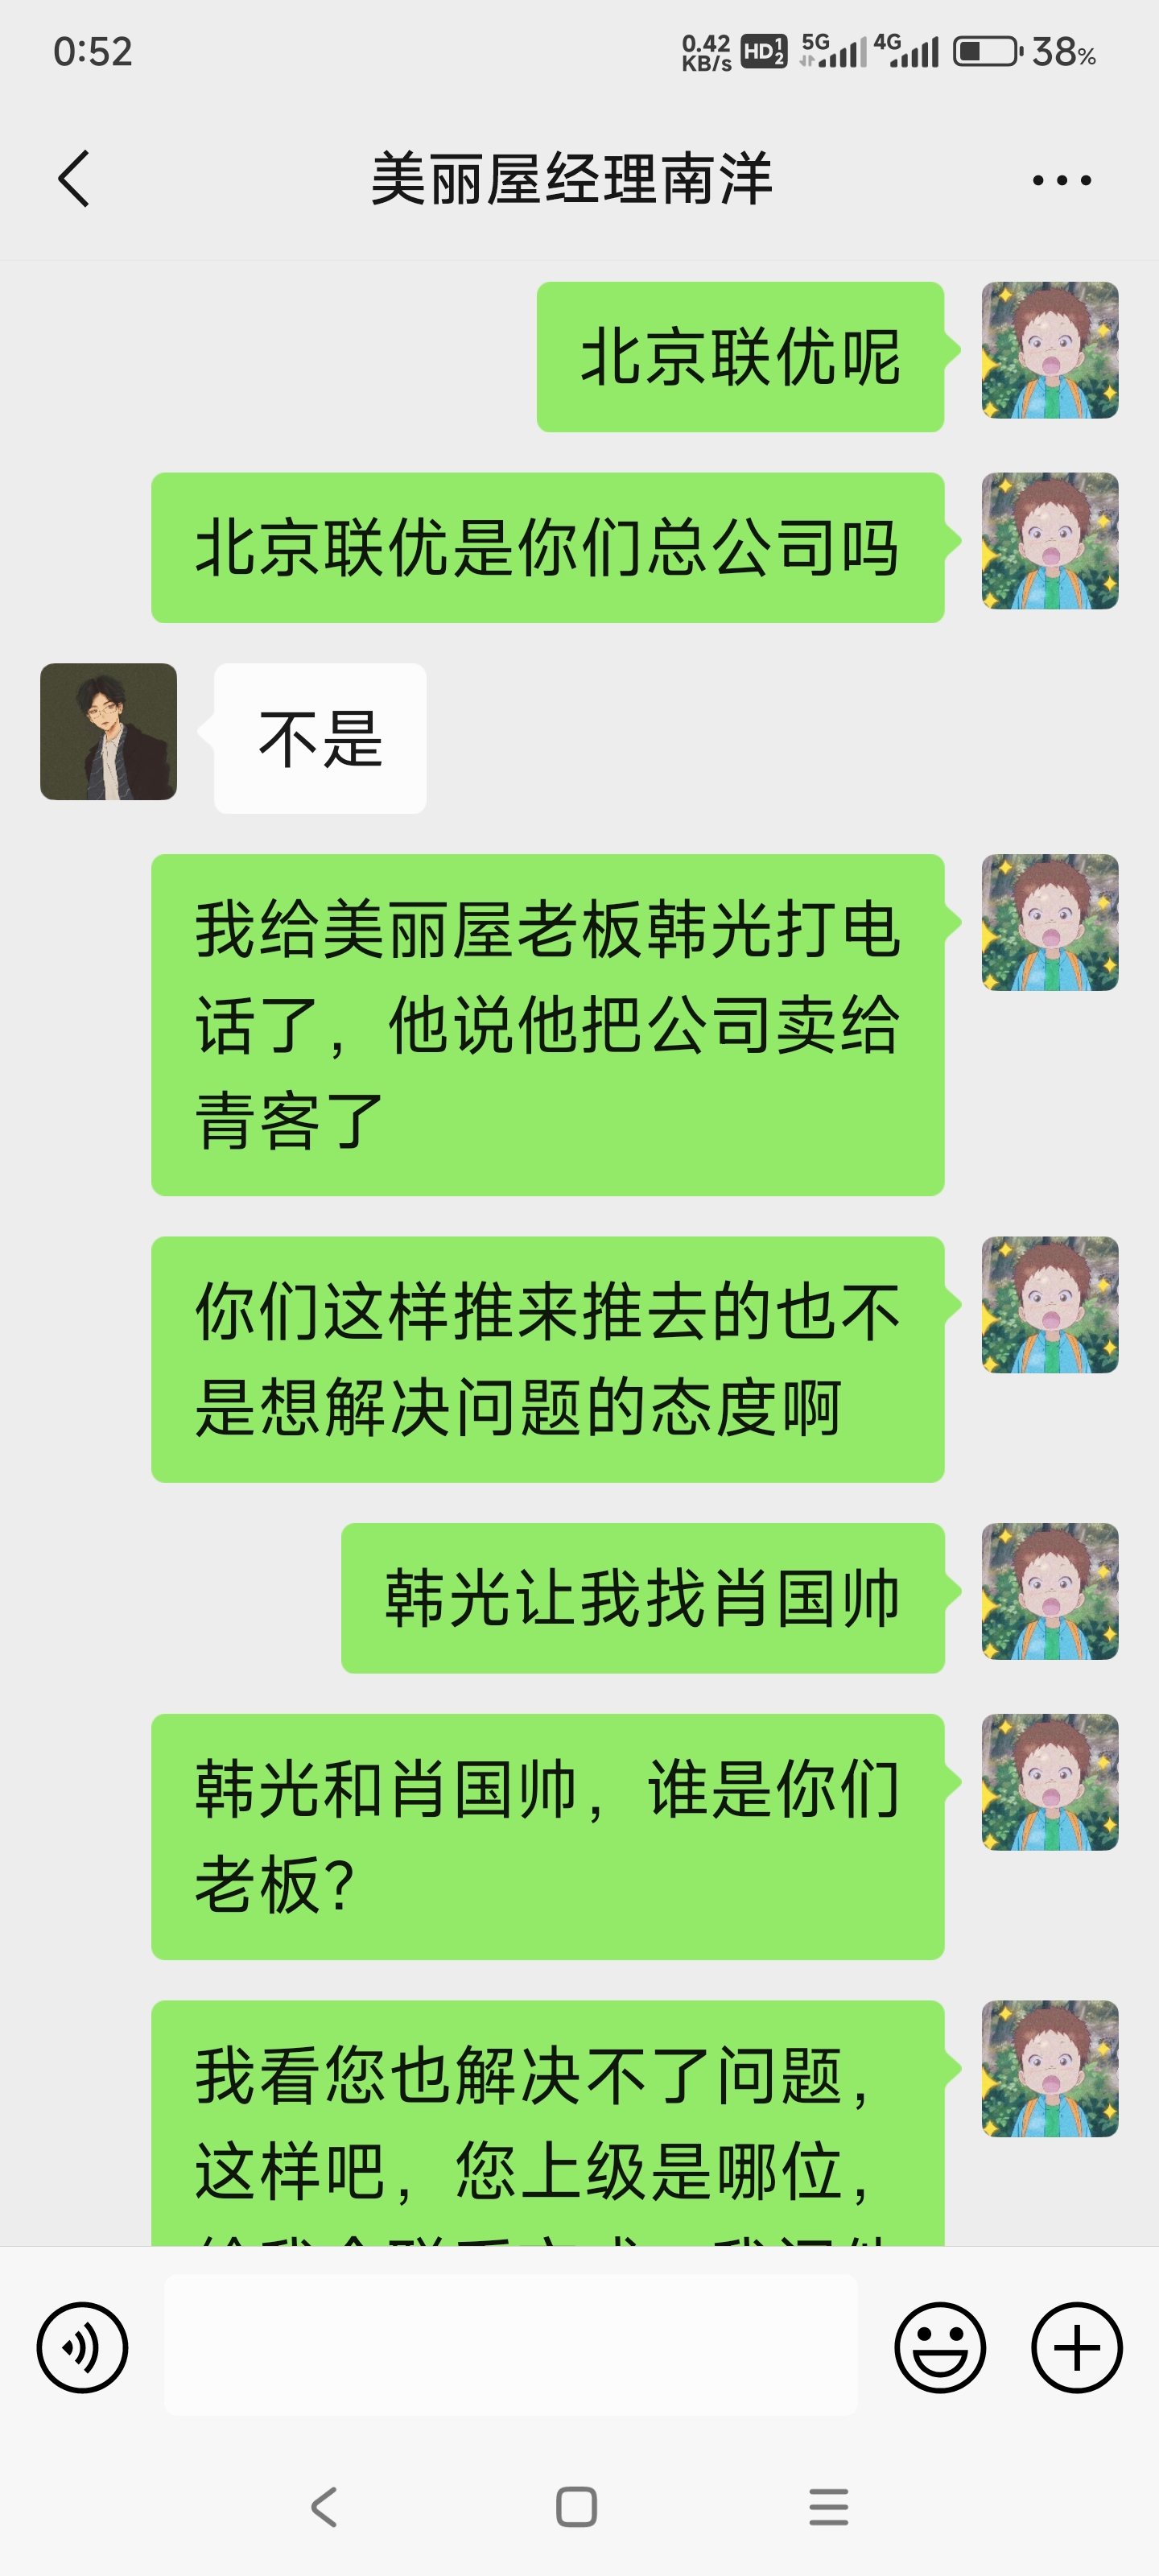 0:52
0.42
KB/s
HD 1
2
5G
4G
38%
美丽屋经理南洋
北京联优呢
北京联优是你们总公司吗
不是
我给美丽屋老板韩光打电
话了，他说他把公司卖给
青客了
你们这样推来推去的也不
是想解决问题的态度啊
韩光让我找肖国帅
韩光和肖国帅，谁是你们
老板?
我看您也解决不了问题，
这样吧，您上级是哪位，